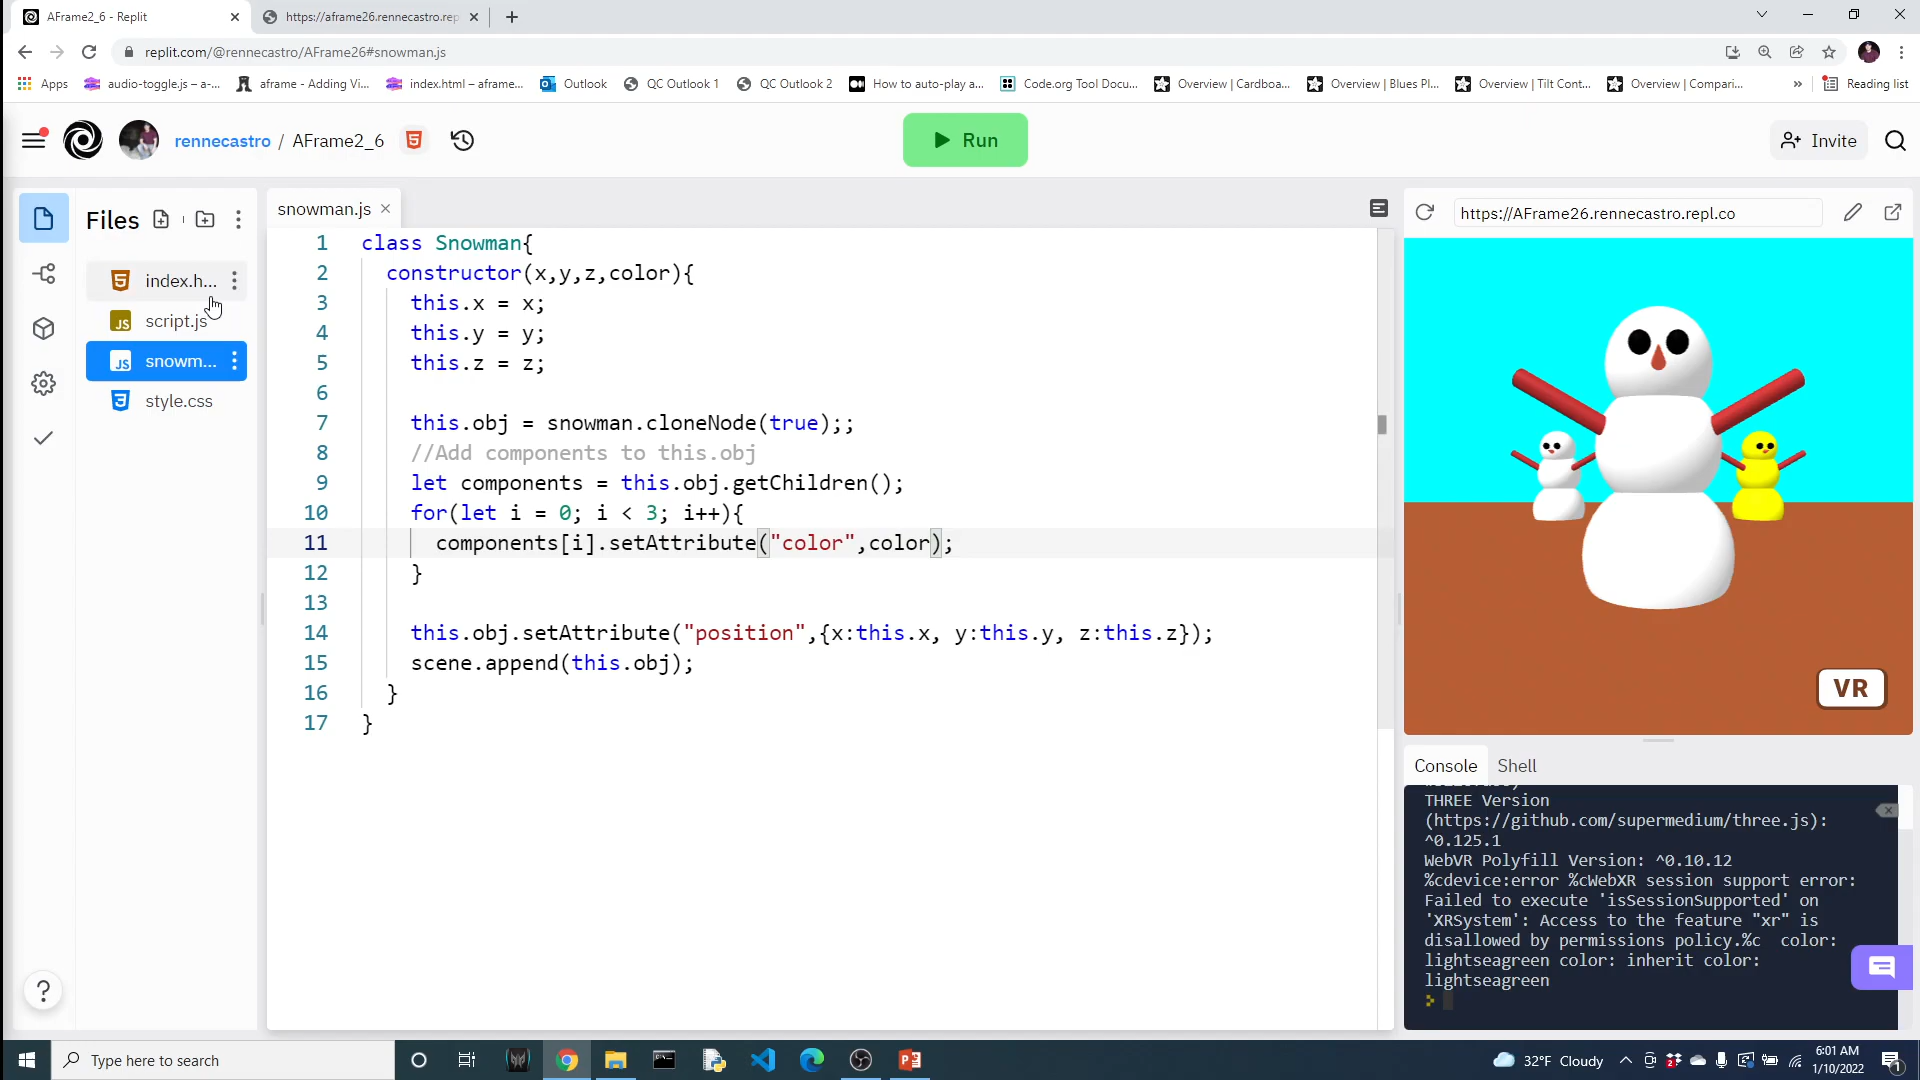 AFrame2_6 - Replit
https://aframe26.rennecastro.rep
replit.com/@rennecastro/AFrame26#snowman.js
Apps
audio-toggle.js – a-...
aframe - Adding Vi...
index.html – aframe...
Outlook
QC Outlook 1
QC Outlook 2
How to auto-play a...
Code.org Tool Docu...
Overview | Cardboa...
Overview | Blues Pl...
Overview | Tilt Cont...
Overview | Compari...
»
Reading list
rennecastro / AFrame2_6
Run
Invite
Files
index.h...
script.js
snowm...
style.css
snowman.js
1 class Snowman{
2 constructor(x,y,z,color){
3 this.x = x;
4 this.y = y;
5 this.z = z;
6
7 this.obj = snowman.cloneNode(true);;
8 //Add components to this.obj
9 let components = this.obj.getChildren();
10 for(let i = 0; i < 3; i++){
11 components[i].setAttribute("color",color);
12 }
13
14 this.obj.setAttribute("position",{x:this.x, y:this.y, z:this.z});
15 scene.append(this.obj);
16 }
17 }
https://AFrame26.rennecastro.repl.co
VR
Console
Shell
THREE Version
(https://github.com/supermedium/three.js):
^0.125.1
WebVR Polyfill Version: ^0.10.12
%cdevice:error %cWebXR session support error:
Failed to execute 'isSessionSupported' on
'XRSystem': Access to the feature "xr" is
disallowed by permissions policy.%c color:
lightseagreen color: inherit color:
lightseagreen
Type here to search
32°F Cloudy
6:01 AM
1/10/2022